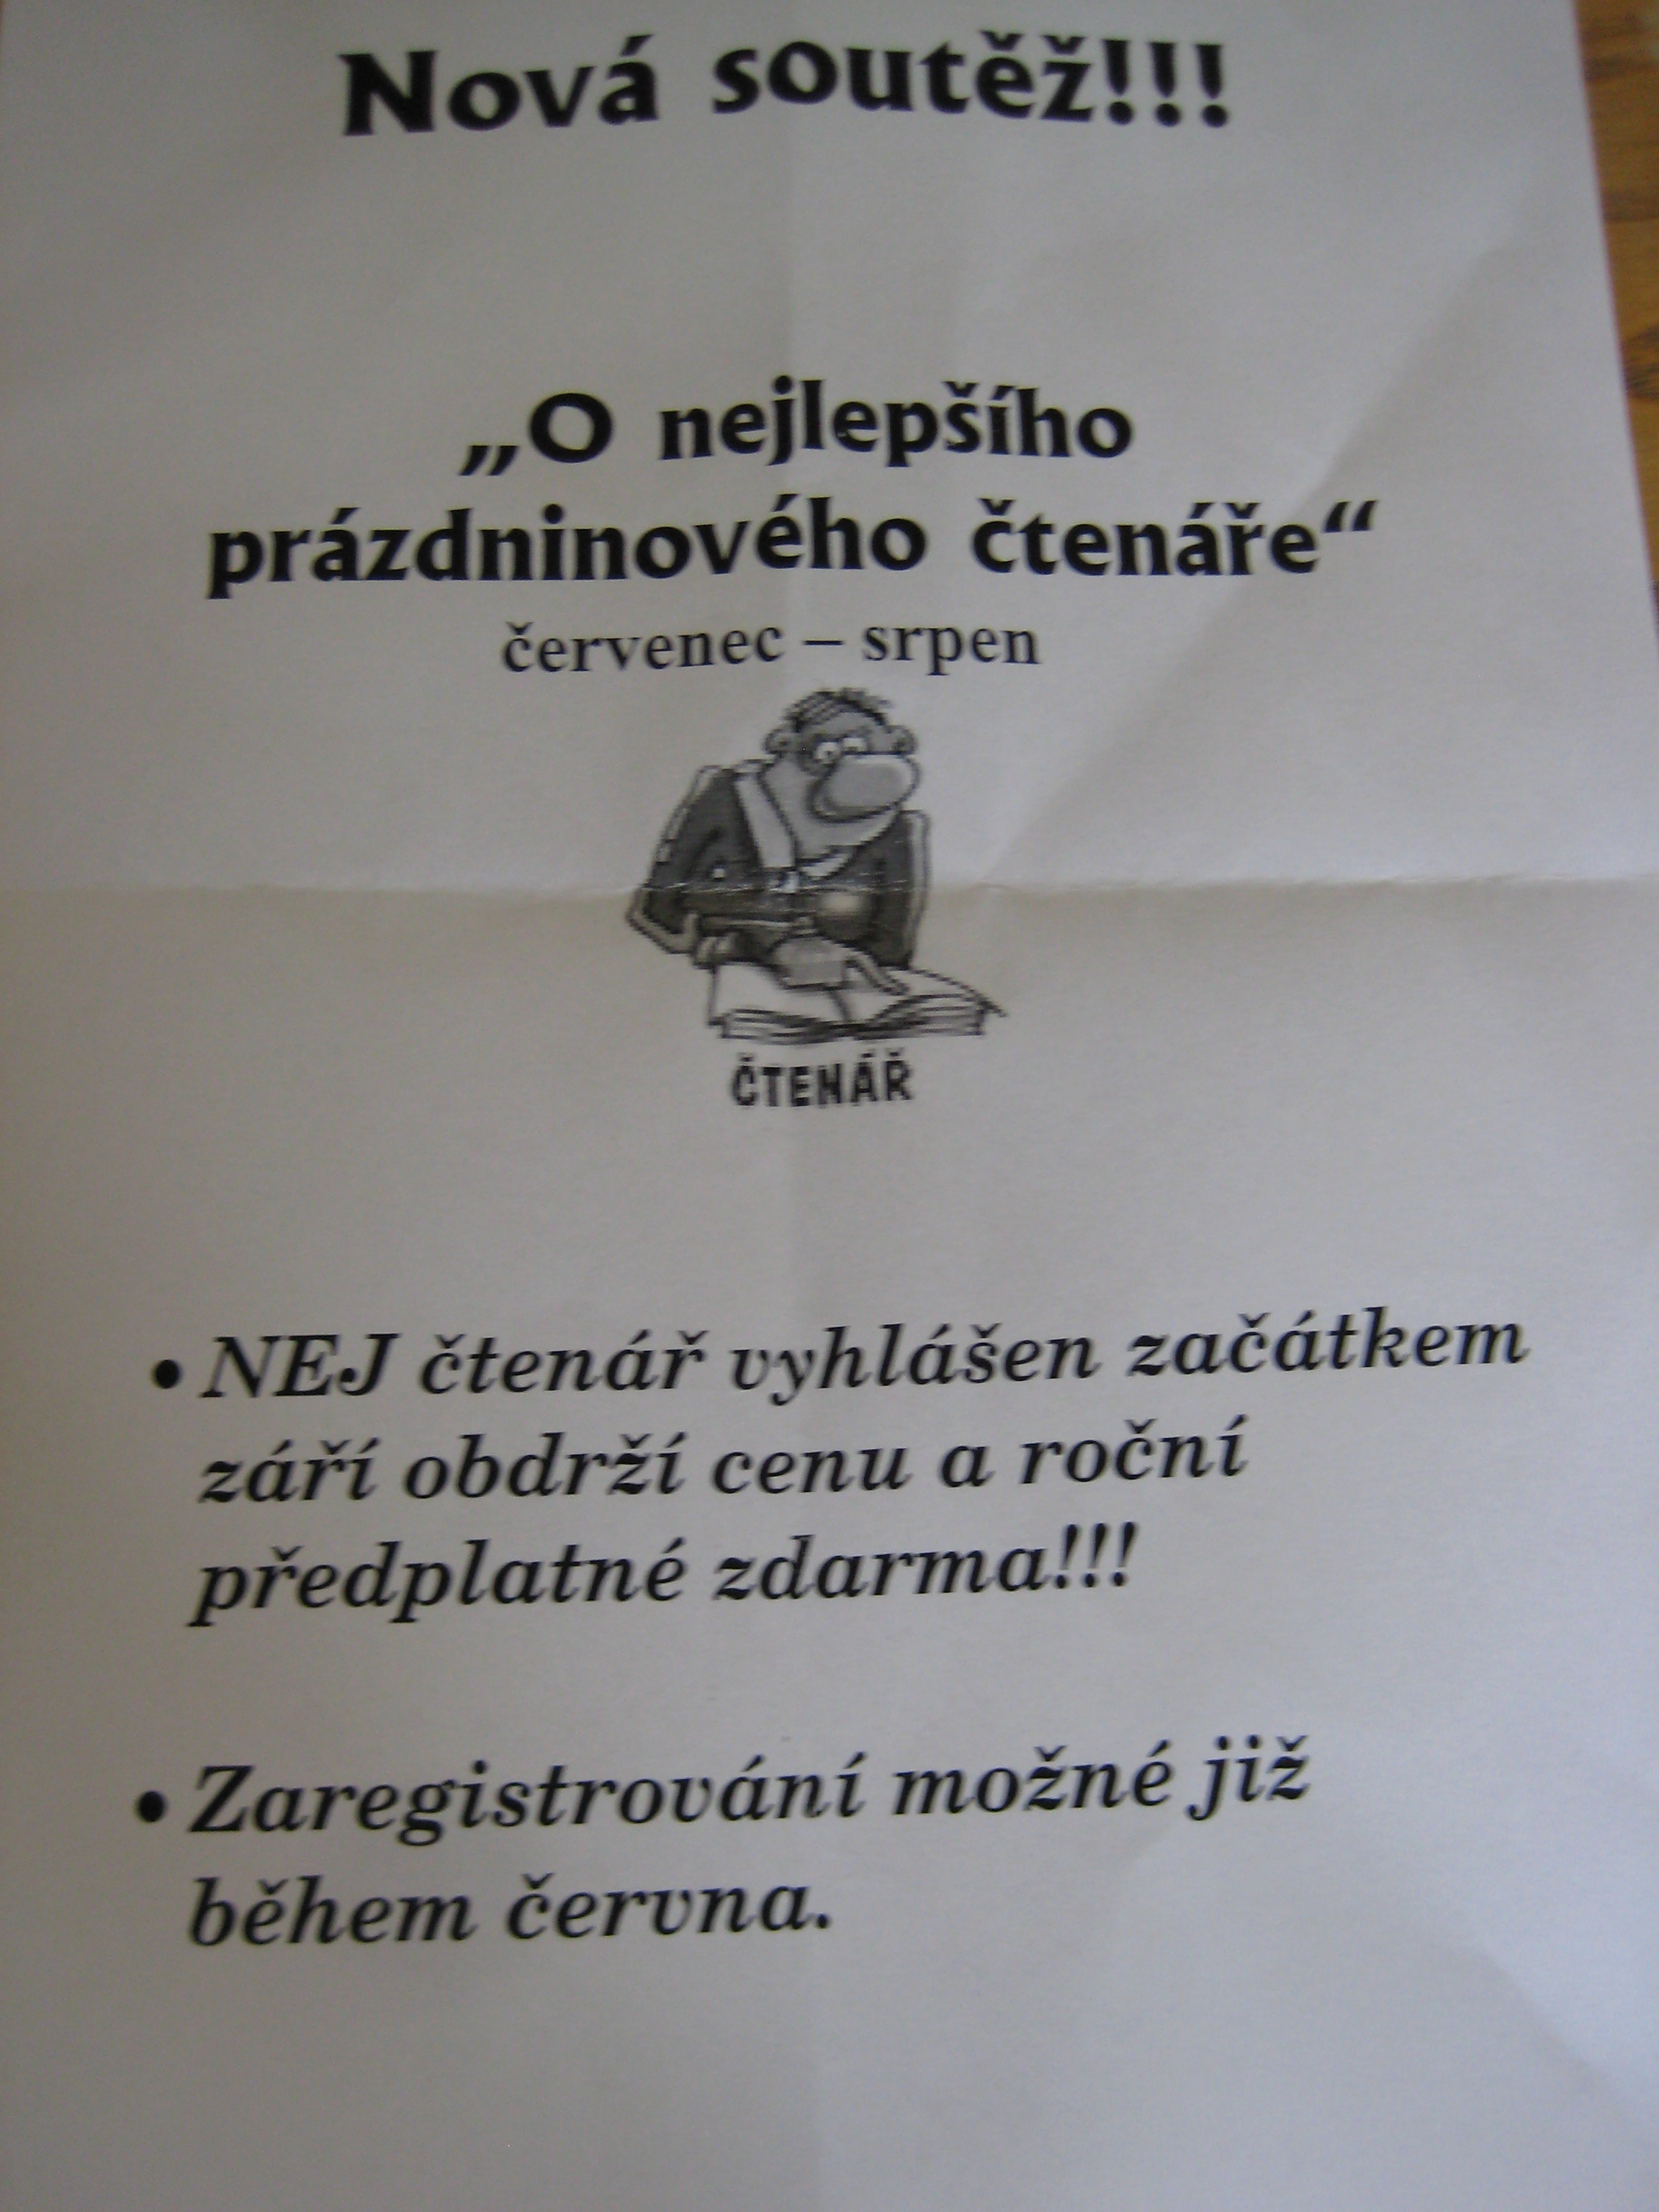 Nová soutěž!!!
„O nejlepšího
prázdninového čtenáře“
červenec – srpen
ČTENÁŘ
• NEJ čtenář vyhlášen začátkem
září obdrží cenu a roční
předplatné zdarma!!!
• Zaregistrování možné již
během června.